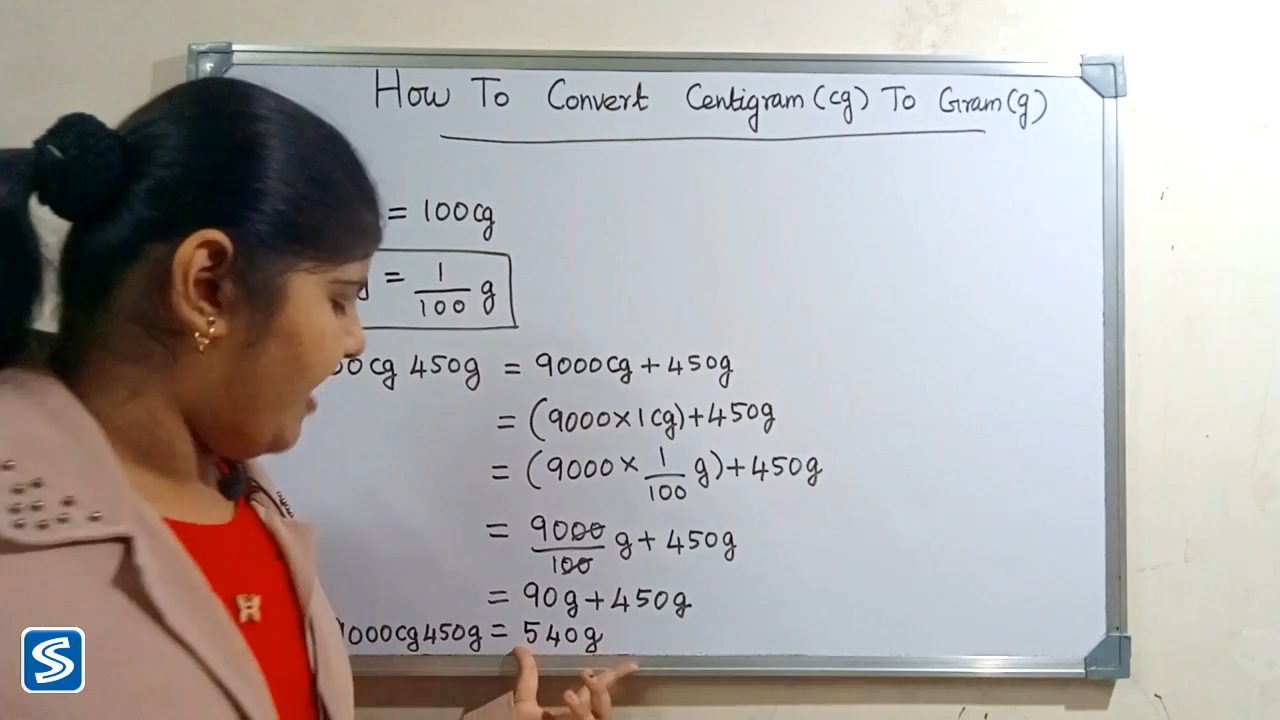 How To Convert Centigram (cg) To Gram (g)
= 100cg
= 1/100 g
00cg 450g = 9000cg + 450g
= (9000 × 1cg) + 450g
= (9000 × 1/100 g) + 450g
= 9000/100 g + 450g
= 90g + 450g
000cg450g = 540g
H
S